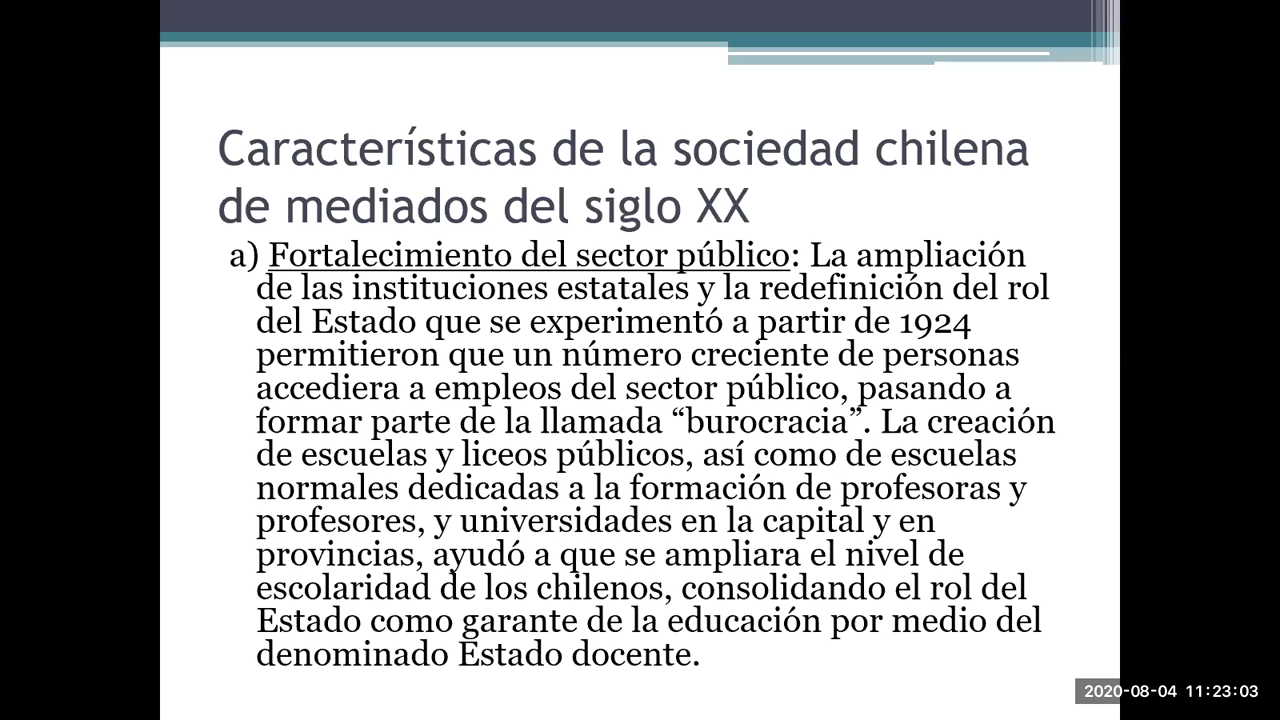 Características de la sociedad chilena
de mediados del siglo XX
a) Fortalecimiento del sector público: La ampliación
de las instituciones estatales y la redefinición del rol
del Estado que se experimentó a partir de 1924
permitieron que un número creciente de personas
accediera a empleos del sector público, pasando a
formar parte de la llamada “burocracia”. La creación
de escuelas y liceos públicos, así como de escuelas
normales dedicadas a la formación de profesoras y
profesores, y universidades en la capital y en
provincias, ayudó a que se ampliara el nivel de
escolaridad de los chilenos, consolidando el rol del
Estado como garante de la educación por medio del
denominado Estado docente.
2020-08-04 11:23:03